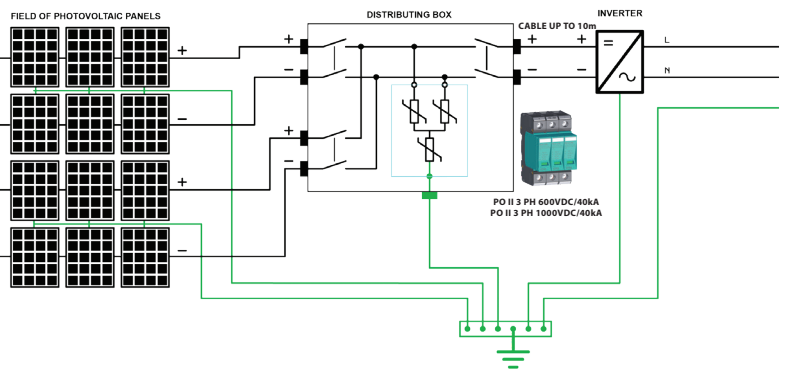 FIELD OF PHOTOVOLTAIC PANELS
DISTRIBUTING BOX
INVERTER
CABLE UP TO 10m
+
+
+
+
L
−
−
−
−
N
=
~
−
+
−
+
−
PO II 3 PH 600VDC/40kA
PO II 3 PH 1000VDC/40kA